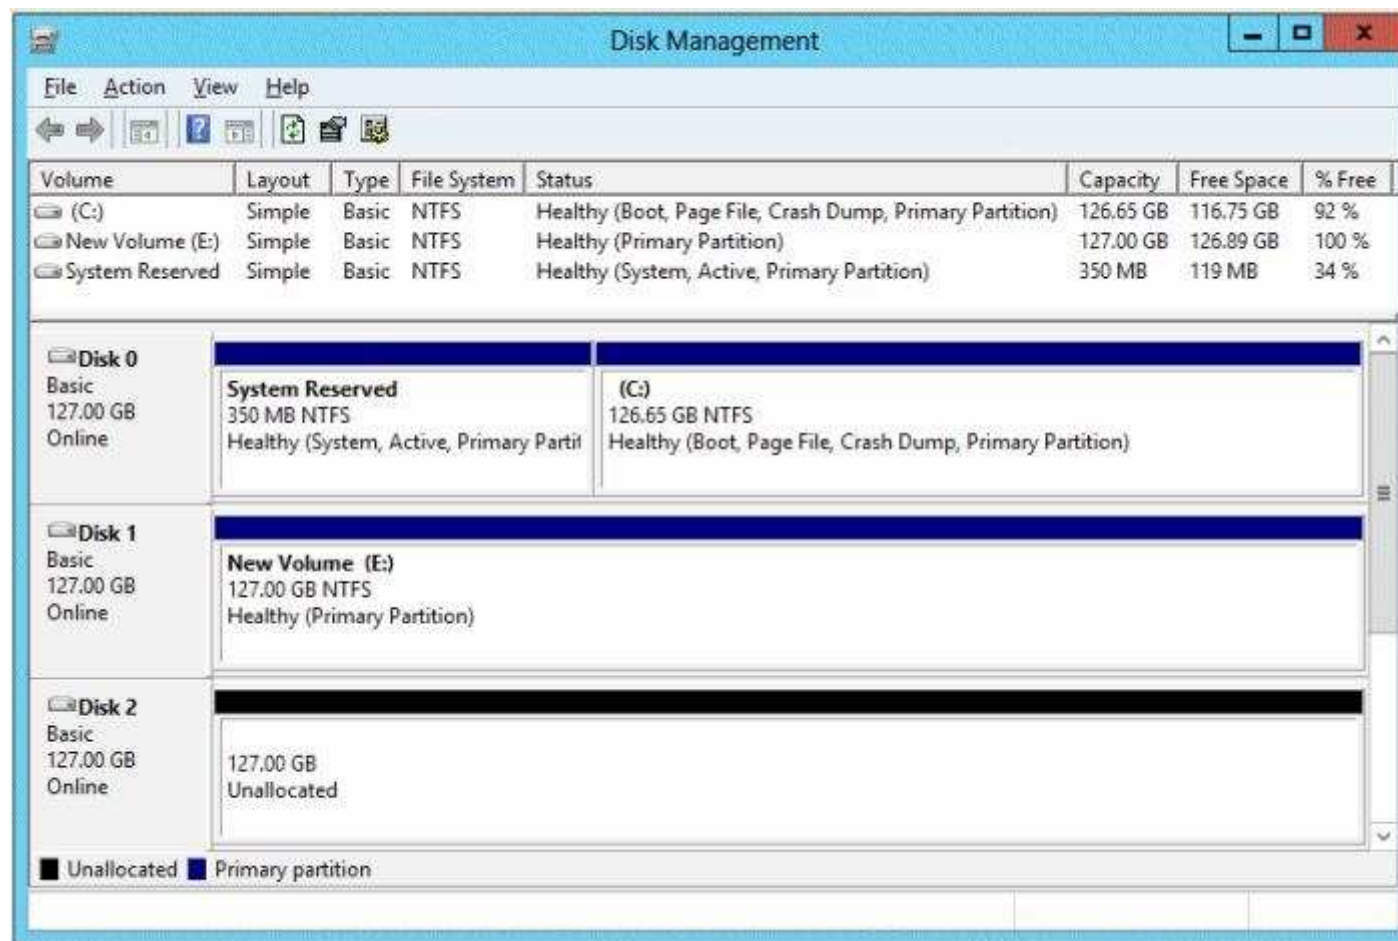 Disk Management
File Action View Help
Volume Layout Type File System Status Capacity Free Space % Free
(C:) Simple Basic NTFS Healthy (Boot, Page File, Crash Dump, Primary Partition) 126.65 GB 116.75 GB 92 %
New Volume (E:) Simple Basic NTFS Healthy (Primary Partition) 127.00 GB 126.89 GB 100 %
System Reserved Simple Basic NTFS Healthy (System, Active, Primary Partition) 350 MB 119 MB 34 %
Disk 0
Basic
127.00 GB
Online
System Reserved
350 MB NTFS
Healthy (System, Active, Primary Partit
(C:)
126.65 GB NTFS
Healthy (Boot, Page File, Crash Dump, Primary Partition)
Disk 1
Basic
127.00 GB
Online
New Volume (E:)
127.00 GB NTFS
Healthy (Primary Partition)
Disk 2
Basic
127.00 GB
Online
127.00 GB
Unallocated
Unallocated Primary partition